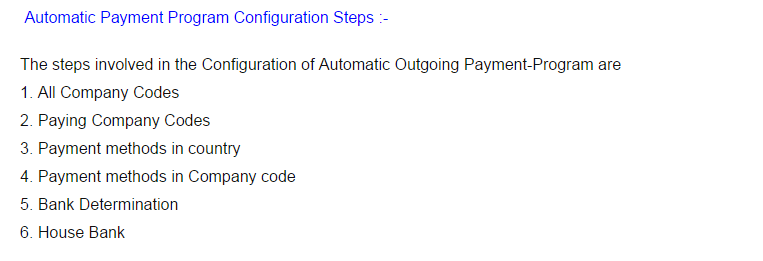 Automatic Payment Program Configuration Steps :-
The steps involved in the Configuration of Automatic Outgoing Payment-Program are
1. All Company Codes
2. Paying Company Codes
3. Payment methods in country
4. Payment methods in Company code
5. Bank Determination
6. House Bank